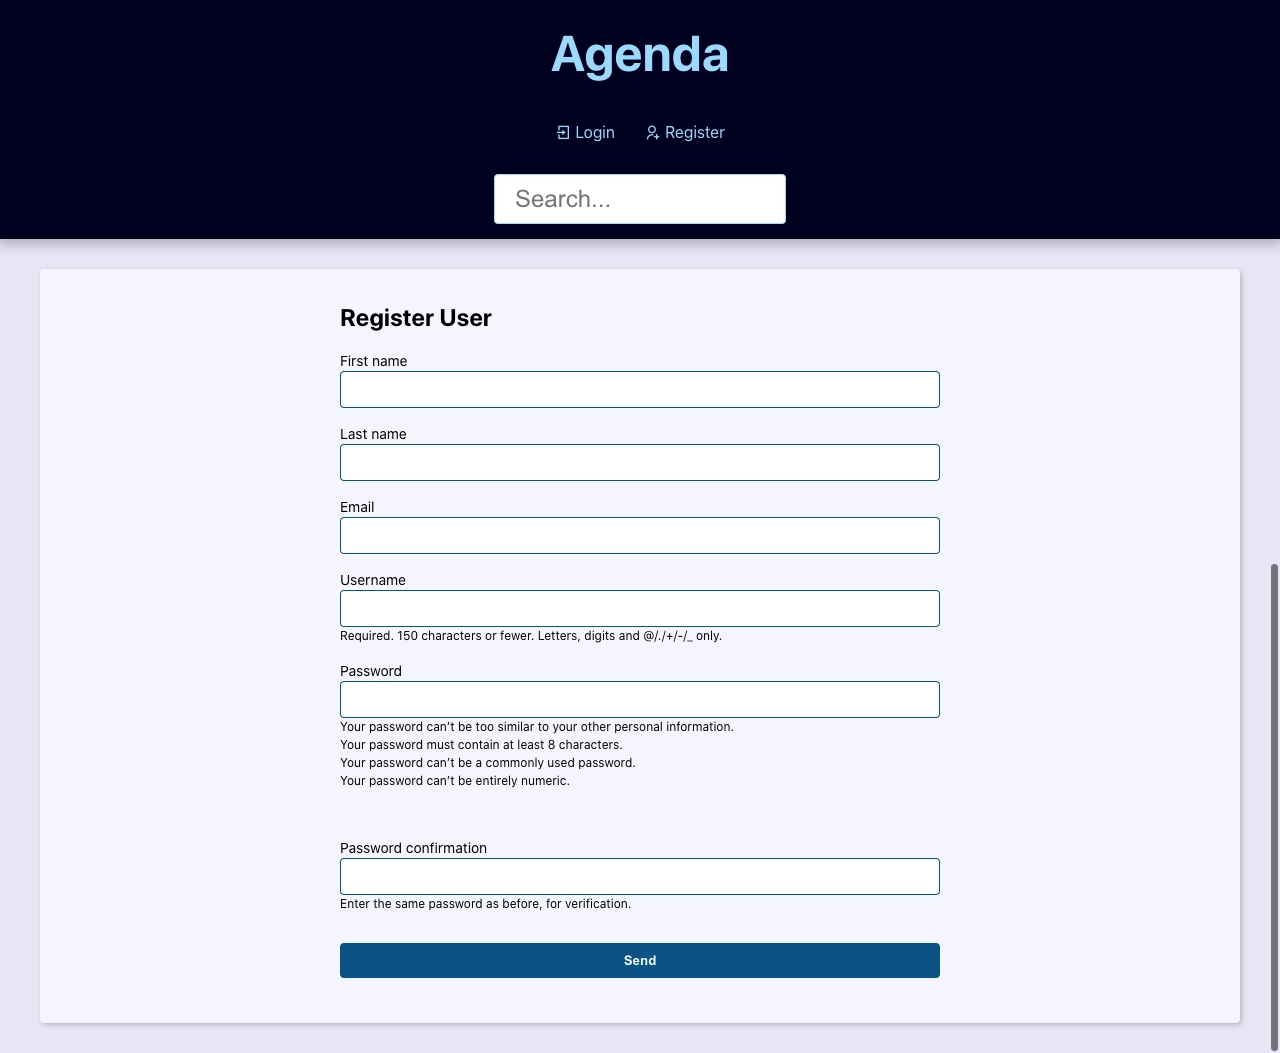 Agenda
Login Register
Search...
Register User
First name
Last name
Email
Username
Required. 150 characters or fewer. Letters, digits and @/./+/-/_ only.
Password
Your password can’t be too similar to your other personal information.
Your password must contain at least 8 characters.
Your password can’t be a commonly used password.
Your password can’t be entirely numeric.
Password confirmation
Enter the same password as before, for verification.
Send